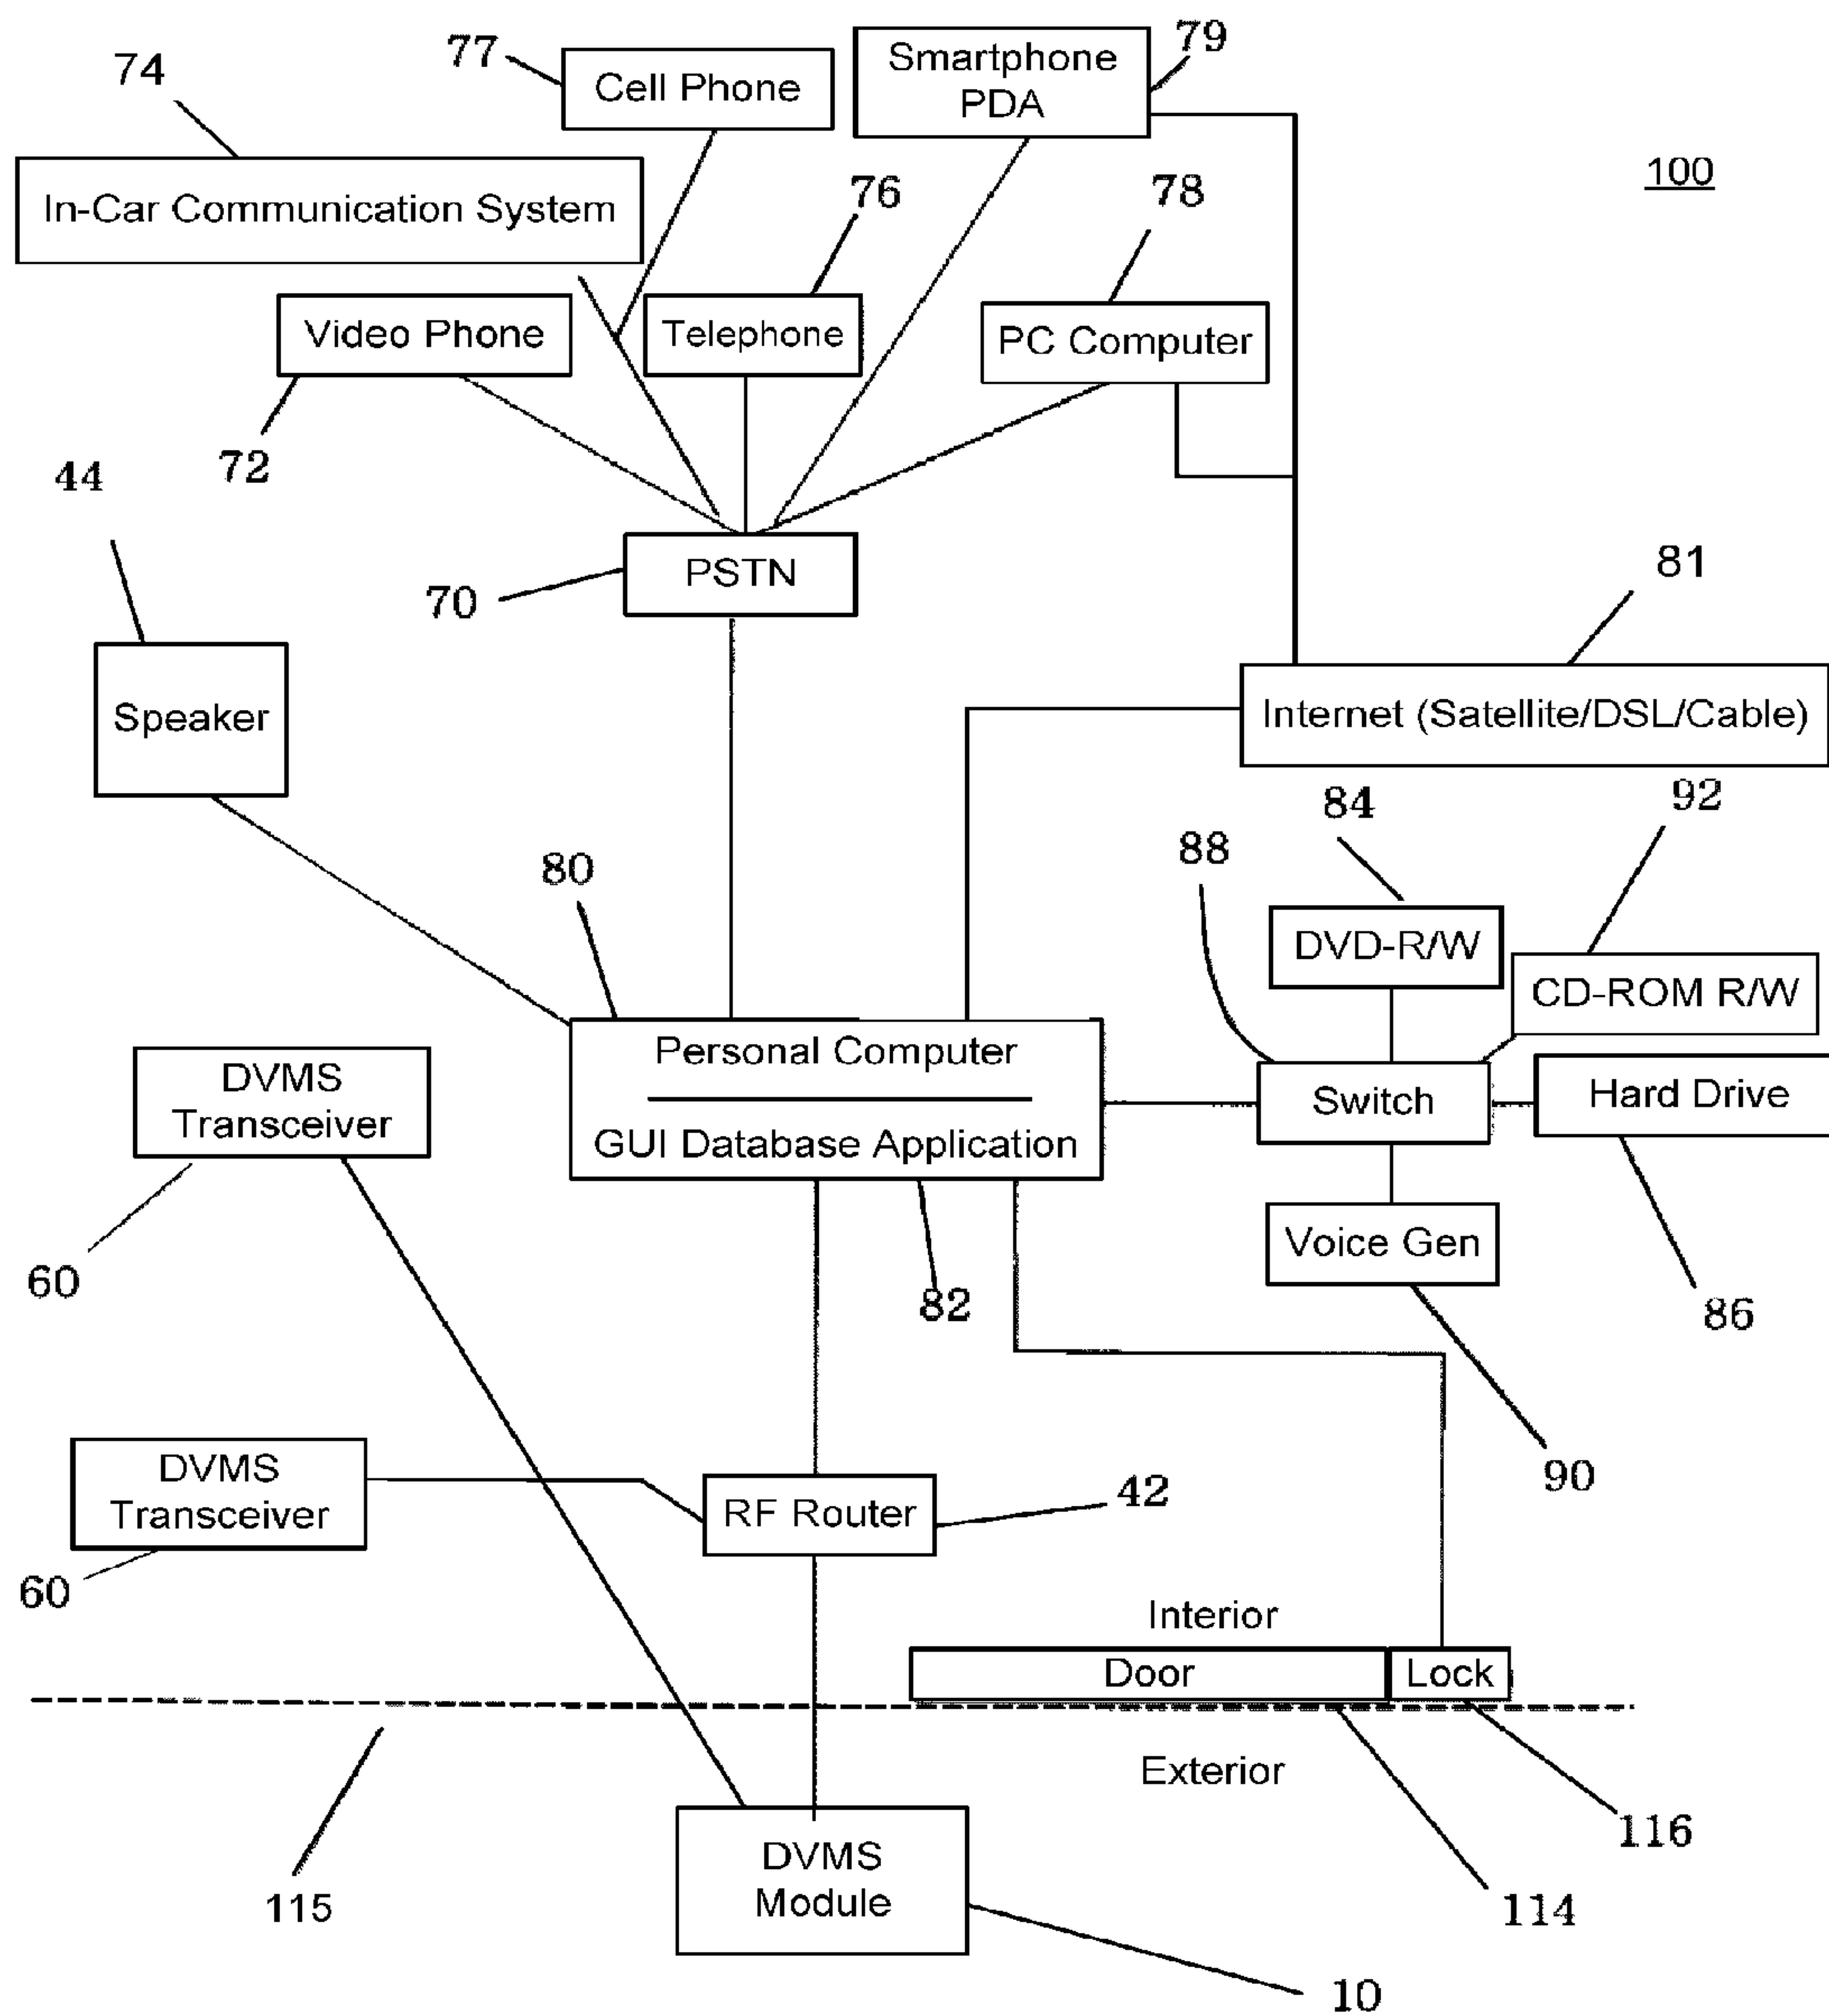 77
Cell Phone
Smartphone
PDA
79
74
In-Car Communication System
76
78
100
Video Phone
Telephone
PC Computer
72
44
PSTN
70
81
Speaker
Internet (Satellite/DSL/Cable)
84
92
88
80
DVD-R/W
CD-ROM R/W
Personal Computer
GUI Database Application
DVMS
Transceiver
Switch
Hard Drive
Voice Gen
60
82
86
DVMS
Transceiver
RF Router
42
90
60
Interior
Door
Lock
Exterior
116
DVMS
Module
115
114
10